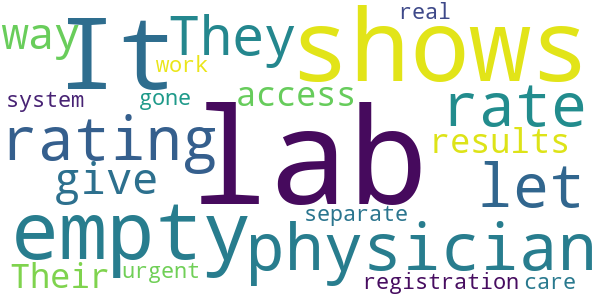 real
way It They shows
work
system gone access rate
rating lab results
give let
separate
empty physician
Their urgent registration care